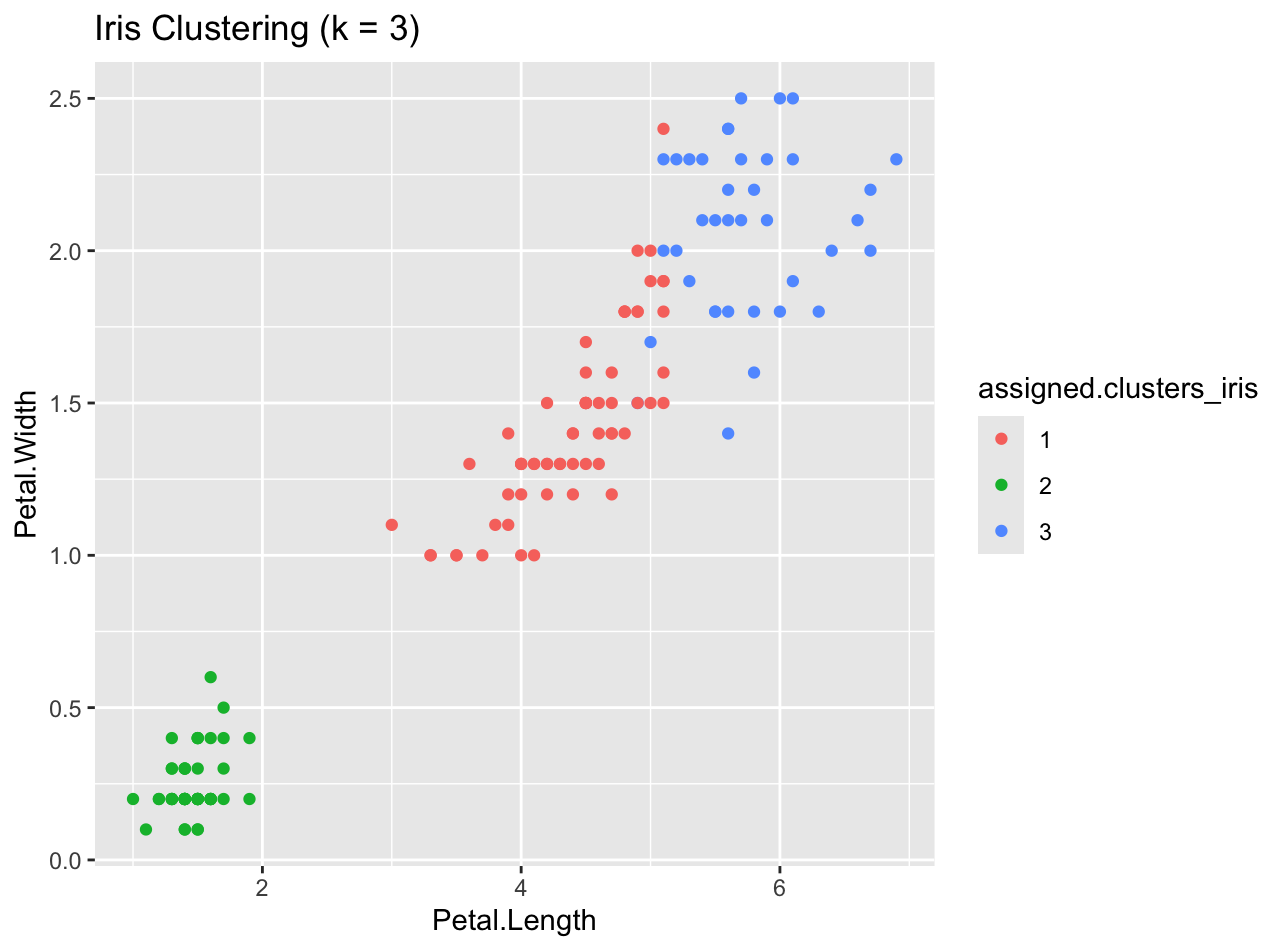 Iris Clustering (k = 3)
2.5
2.0
1.5
1.0
0.5
0.0
Petal.Width
2 4 6
Petal.Length
assigned.clusters_iris
1
2
3